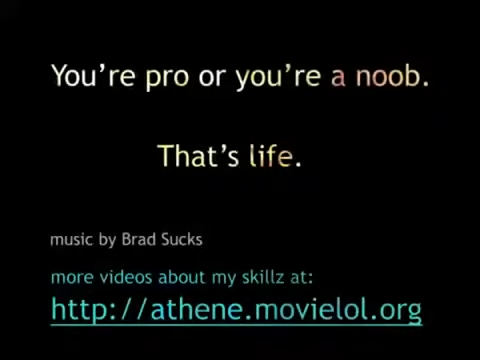 You're pro or you're a noob.
That's life.
music by Brad Sucks
more videos about my skillz at:
http://athene.movielol.org